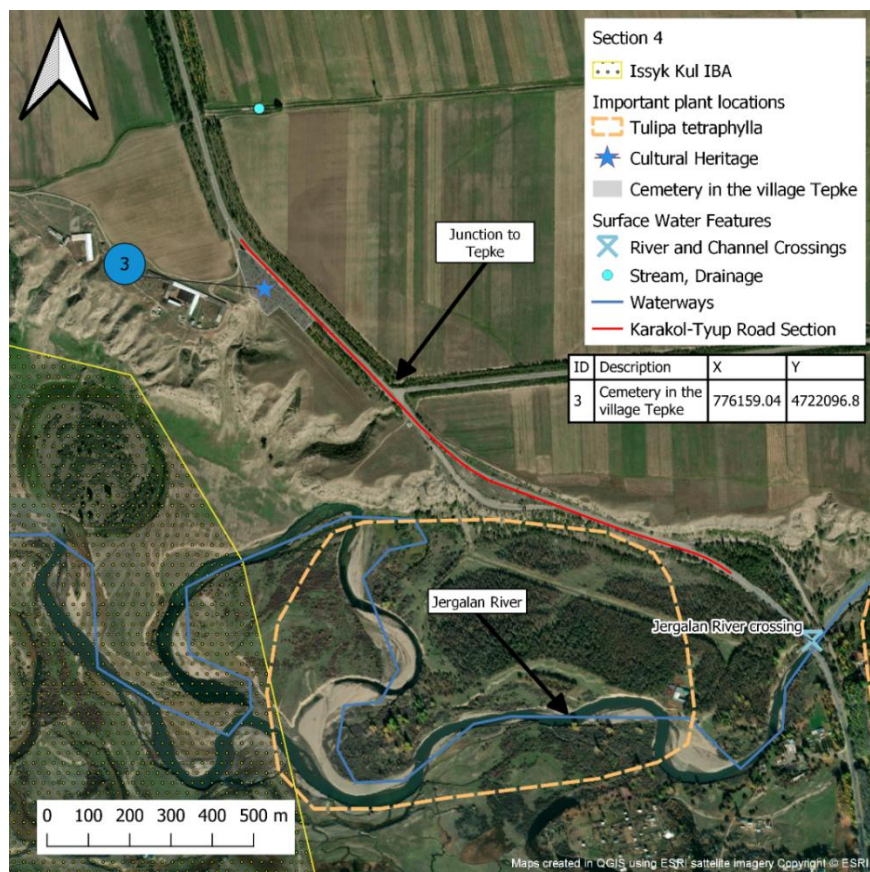 Section 4
Issyk Kul IBA
Important plant locations
Tulipa tetraphylla
Cultural Heritage
Cemetery in the village Tepke
Surface Water Features
River and Channel Crossings
Stream, Drainage
Waterways
Karakol-Tyup Road Section
ID Description X Y
3 Cemetery in the village Tepke 776159.04 4722096.8
Junction to
Tepke
3
Jergalan River
Jergalan River crossing
0 100 200 300 400 500 m
Maps created in QGIS using ESRI sattelite imagery Copyright © ESRI